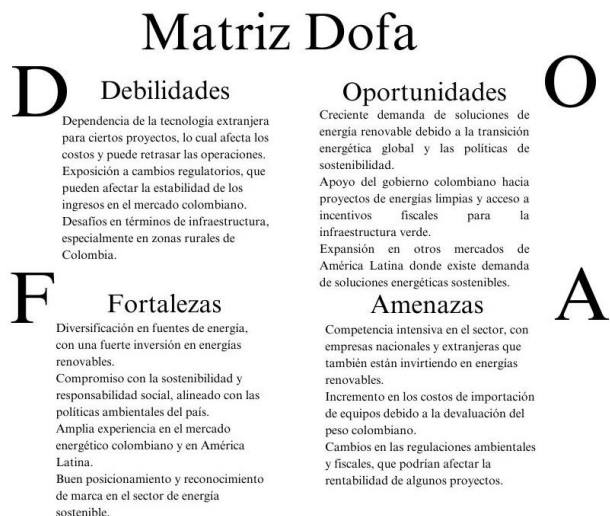 Matriz Dofa
D
Debilidades
Dependencia de la tecnología extranjera
para ciertos proyectos, lo cual afecta los
costos y puede retrasar las operaciones.
Exposición a cambios regulatorios, que
pueden afectar la estabilidad de los
ingresos en el mercado colombiano.
Desafíos en términos de infraestructura,
especialmente en zonas rurales de
Colombia.
O
Oportunidades
Creciente demanda de soluciones de
energía renovable debido a la transición
energética global y las políticas de
sostenibilidad.
Apoyo del gobierno colombiano hacia
proyectos de energías limpias y acceso a
incentivos fiscales para la
infraestructura verde.
Expansión en otros mercados de
América Latina donde existe demanda
de soluciones energéticas sostenibles.
F
Fortalezas
Diversificación en fuentes de energía,
con una fuerte inversión en energías
renovables.
Compromiso con la sostenibilidad y
responsabilidad social, alineado con las
políticas ambientales del país.
Amplia experiencia en el mercado
energético colombiano y en América
Latina.
Buen posicionamiento y reconocimiento
de marca en el sector de energía
sostenible.
A
Amenazas
Competencia intensiva en el sector, con
empresas nacionales y extranjeras que
también están invirtiendo en energías
renovables.
Incremento en los costos de importación
de equipos debido a la devaluación del
peso colombiano.
Cambios en las regulaciones ambientales
y fiscales, que podrían afectar la
rentabilidad de algunos proyectos.